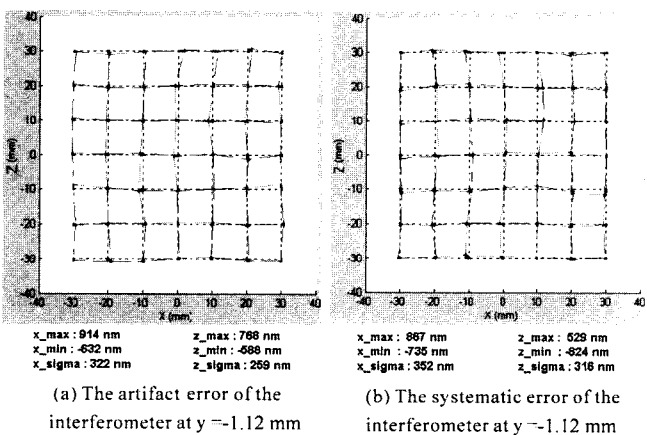 40
30
20
10
0
-10
-20
-30
-40
Z (mm)
-40 -30 -20 -10 0 10 20 30 40
X (mm)
x_max : 914 nm z_max : 768 nm
x_min : -632 nm z_min : -588 nm
x_sigma : 322 nm z_sigma : 259 nm
(a) The artifact error of the
interferometer at y =-1.12 mm
40
30
20
10
0
-10
-20
-30
-40
Z (mm)
-30 -20 -10 0 10 20 30 40
X (mm)
x_max : 867 nm z_max : 529 nm
x_min : -735 nm z_min : -624 nm
x_sigma : 352 nm z_sigma : 316 nm
(b) The systematic error of the
interferometer at y =-1.12 mm